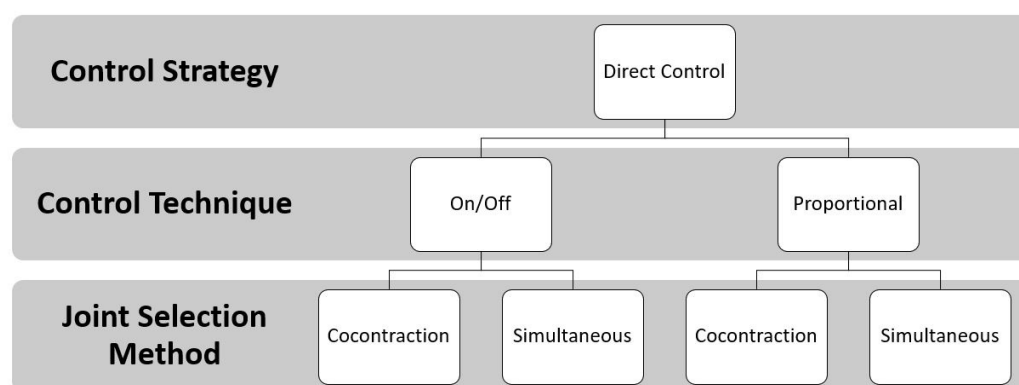 Control Strategy
Direct Control
Control Technique
On/Off
Proportional
Joint Selection
Method
Cocontraction
Simultaneous
Cocontraction
Simultaneous